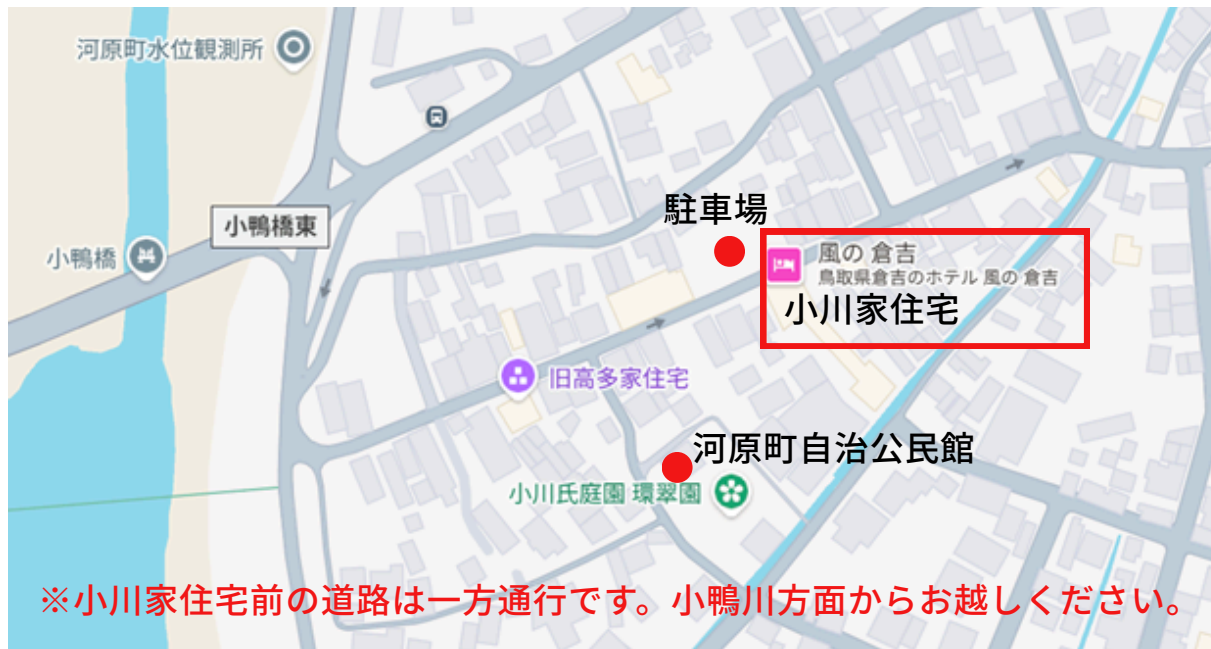 河原町水位観測所
駐車場
小鴨橋東
小鴨橋
風の 倉吉
鳥取県倉吉のホテル 風の 倉吉
小川家住宅
旧高多家住宅
河原町自治公民館
小川氏庭園 環翠園
※小川家住宅前の道路は一方通行です。小鴨川方面からお越しください。